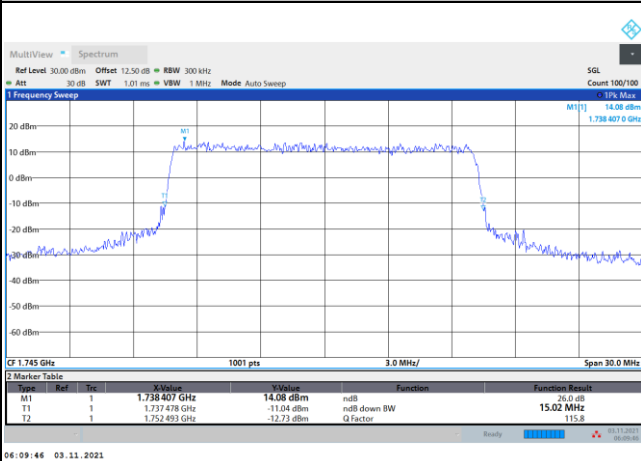 MultiView Spectrum
Ref Level 30.00 dBm Offset 12.50 dB RBW 300 kHz SGL
Att 30 dB SWT 1.01 ms VBW 1 MHz Mode Auto Sweep Count 100/100
1 Frequency Sweep 1Pk Max
M1[1] 14.08 dBm
1.738 407 0 GHz
20 dBm
M1
10 dBm
0 dBm
T1
T2
-10 dBm
-20 dBm
-30 dBm
-40 dBm
-50 dBm
-60 dBm
CF 1.745 GHz 1001 pts 3.0 MHz/ Span 30.0 MHz
2 Marker Table
Type Ref Trc X-Value Y-Value Function Function Result
M1 1 1.738 407 GHz 14.08 dBm ndB 26.0 dB
T1 1 1.737 478 GHz -11.04 dBm ndB down BW 15.02 MHz
T2 1 1.752 493 GHz -12.73 dBm Q Factor 115.8
Ready 03.11.2021
06:09:46
06:09:46 03.11.2021